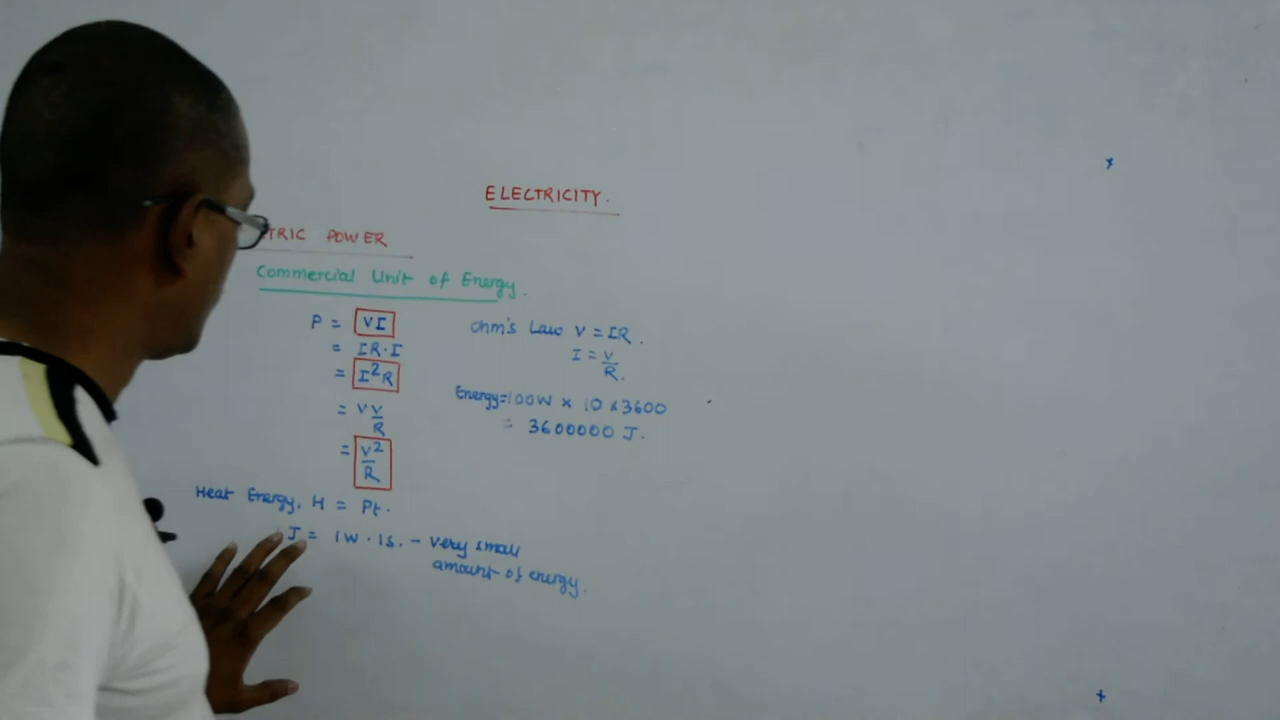 ELECTRICITY.
TRIC POWER
Commercial Unit of Energy.
P = VI
= IR·I
= I²R
= V V/R
= V²/R
Ohm's Law V = IR.
I = V/R.
Energy=100W x 10 x 3600
= 3600000 J.
Heat Energy, H = Pt.
J = 1W · 1s. - Very small
amount of energy.